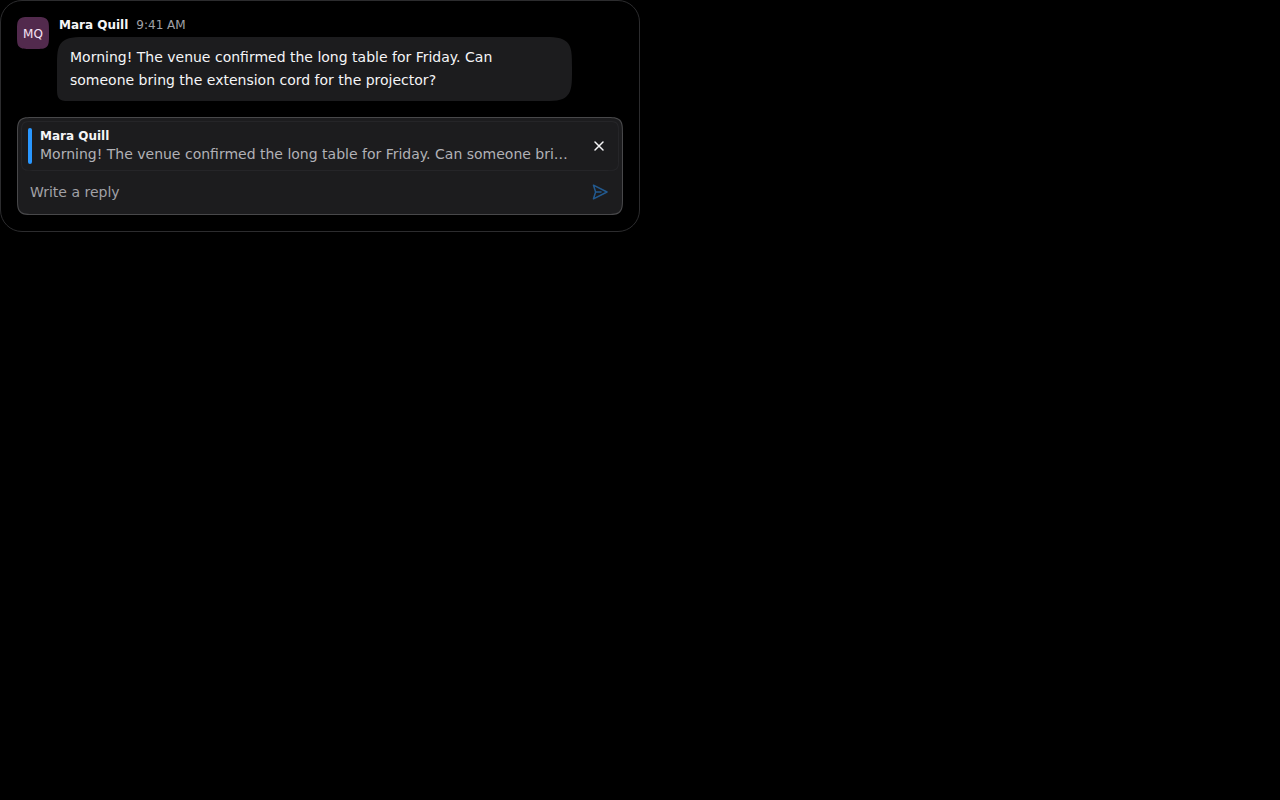 MQ
Mara Quill 9:41 AM
Morning! The venue confirmed the long table for Friday. Can
someone bring the extension cord for the projector?
Mara Quill
Morning! The venue confirmed the long table for Friday. Can someone bri…
Write a reply